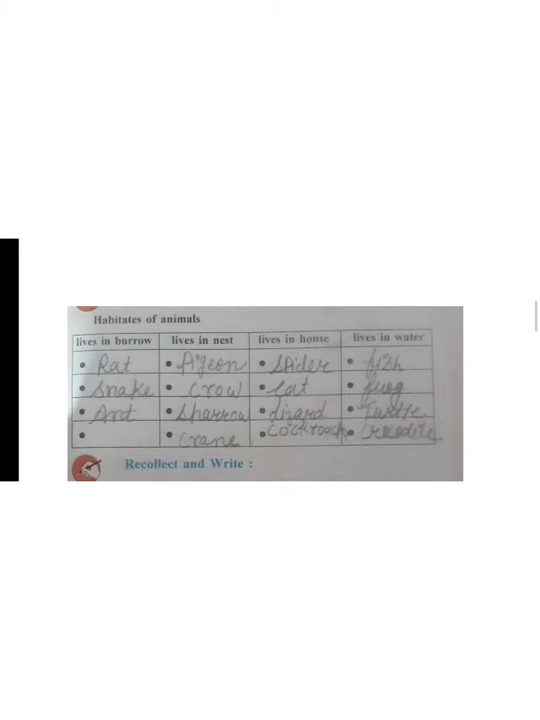 Habitates of animals
lives in burrow lives in nest lives in house lives in water
• Rat • Pigeon • Spider • fish
• Snake • Crow • Cat • frog
• Ant • Sharrow • Lizard • Turtle
• • Crane • Cockroach • Crocodile
Recollect and Write :